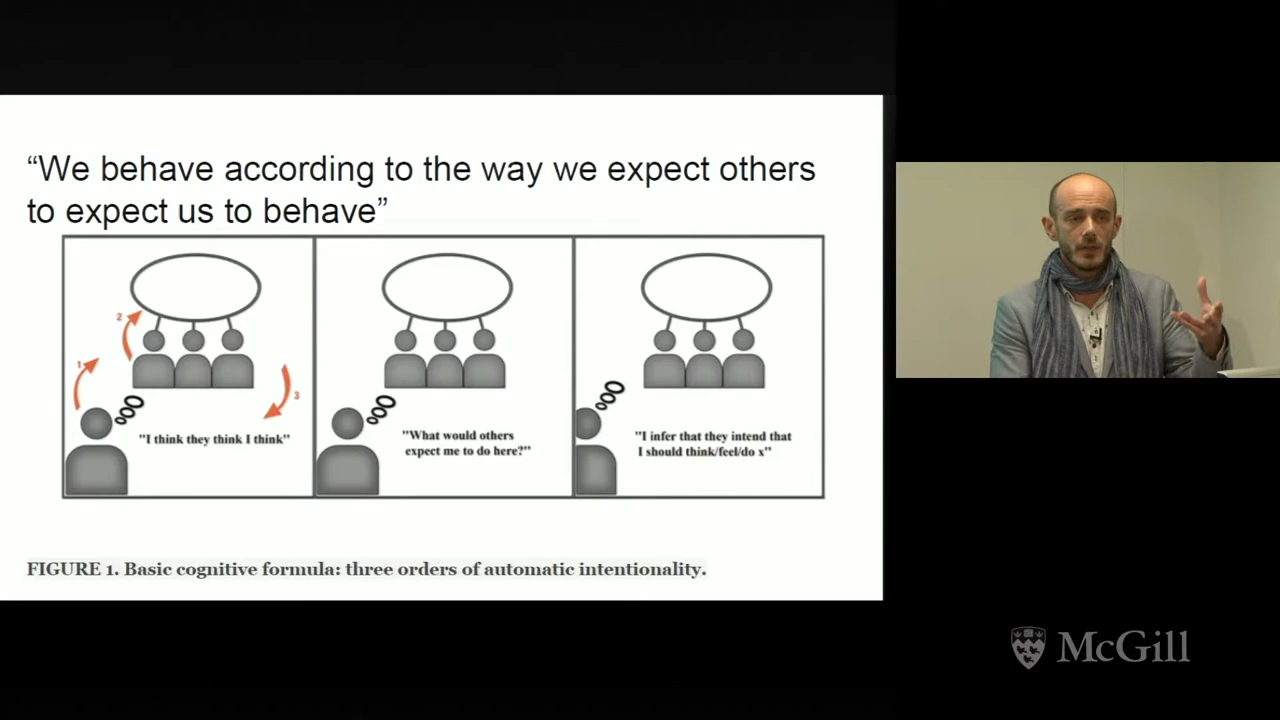 “We behave according to the way we expect others
to expect us to behave”
2
1
3
"I think they think I think"
"What would others
expect me to do here?"
"I infer that they intend that
I should think/feel/do x"
FIGURE 1. Basic cognitive formula: three orders of automatic intentionality.
McGill